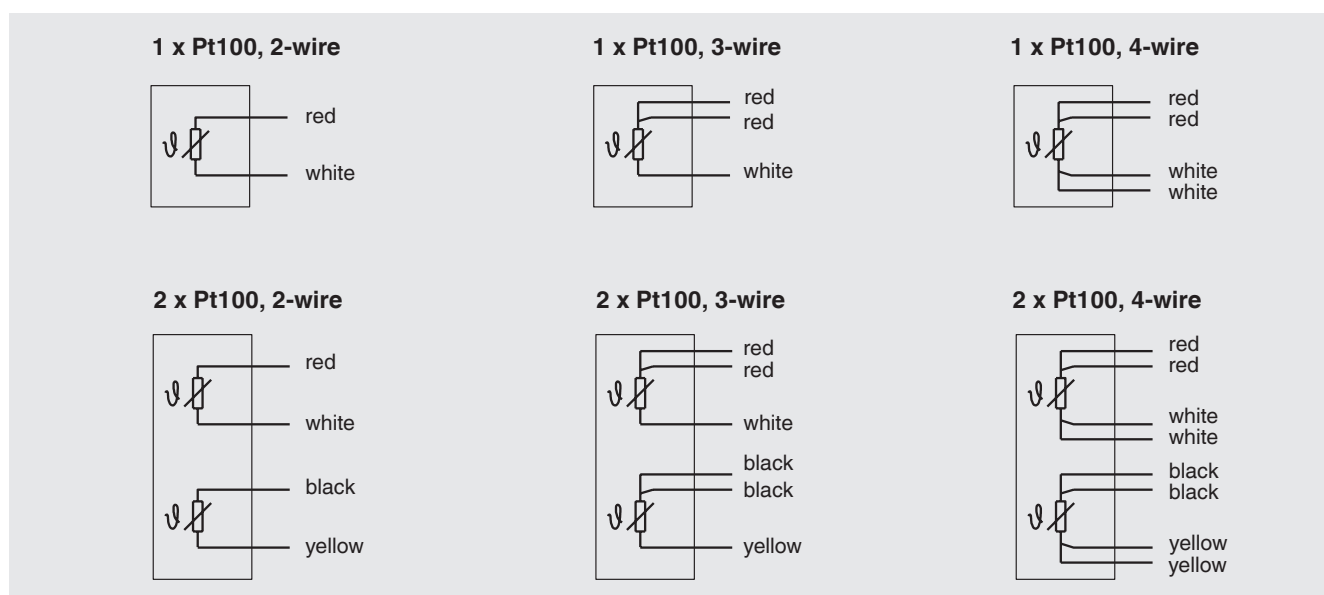 1 x Pt100, 2-wire
ϑ
red
white
1 x Pt100, 3-wire
ϑ
red
red
white
1 x Pt100, 4-wire
ϑ
red
red
white
white
2 x Pt100, 2-wire
ϑ
red
white
ϑ
black
yellow
2 x Pt100, 3-wire
ϑ
red
red
white
ϑ
black
black
yellow
2 x Pt100, 4-wire
ϑ
red
red
white
white
ϑ
black
black
yellow
yellow